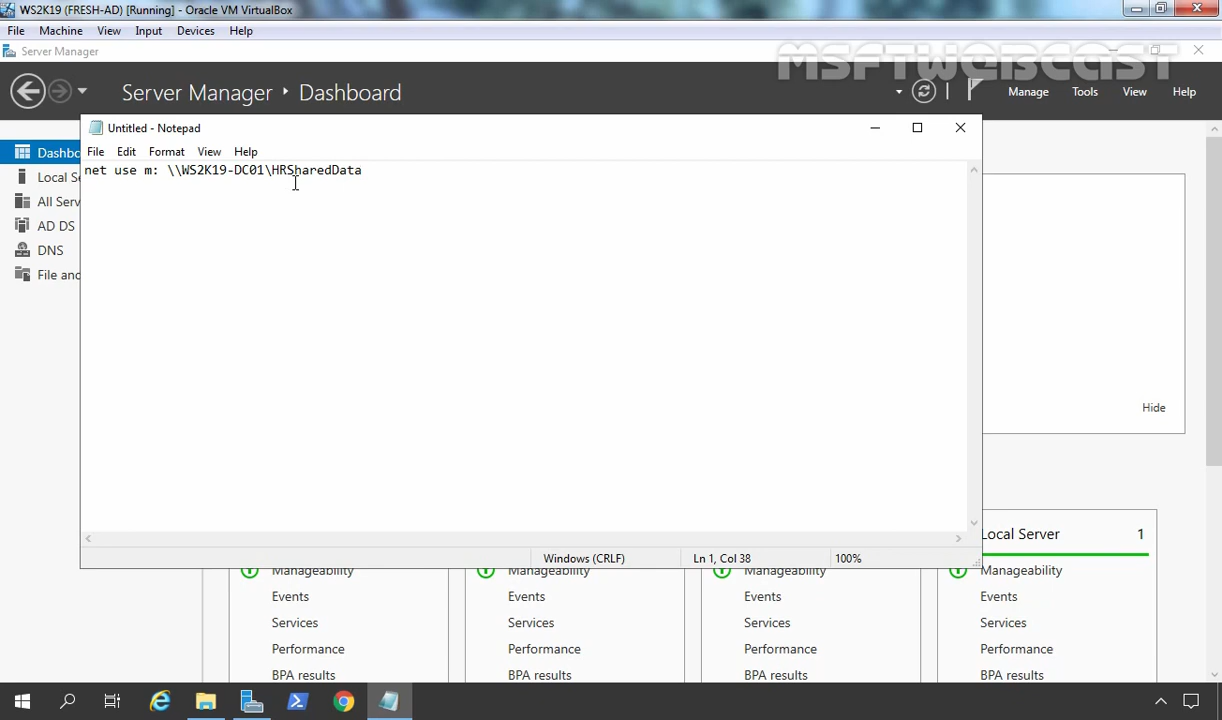 WS2K19 (FRESH-AD) [Running] - Oracle VM VirtualBox
File Machine View Input Devices Help
Server Manager
MSFTWEBCAST
Server Manager ‣ Dashboard
Manage Tools View Help
Untitled - Notepad
File Edit Format View Help
net use m: \\WS2K19-DC01\HRSharedData
Dashbo
Local Se
All Serv
AD DS
DNS
File and
Hide
Local Server 1
Windows (CRLF) Ln 1, Col 38 100%
Manageability Manageability Manageability Manageability
Events Events Events Events
Services Services Services Services
Performance Performance Performance Performance
BPA results BPA results BPA results BPA results